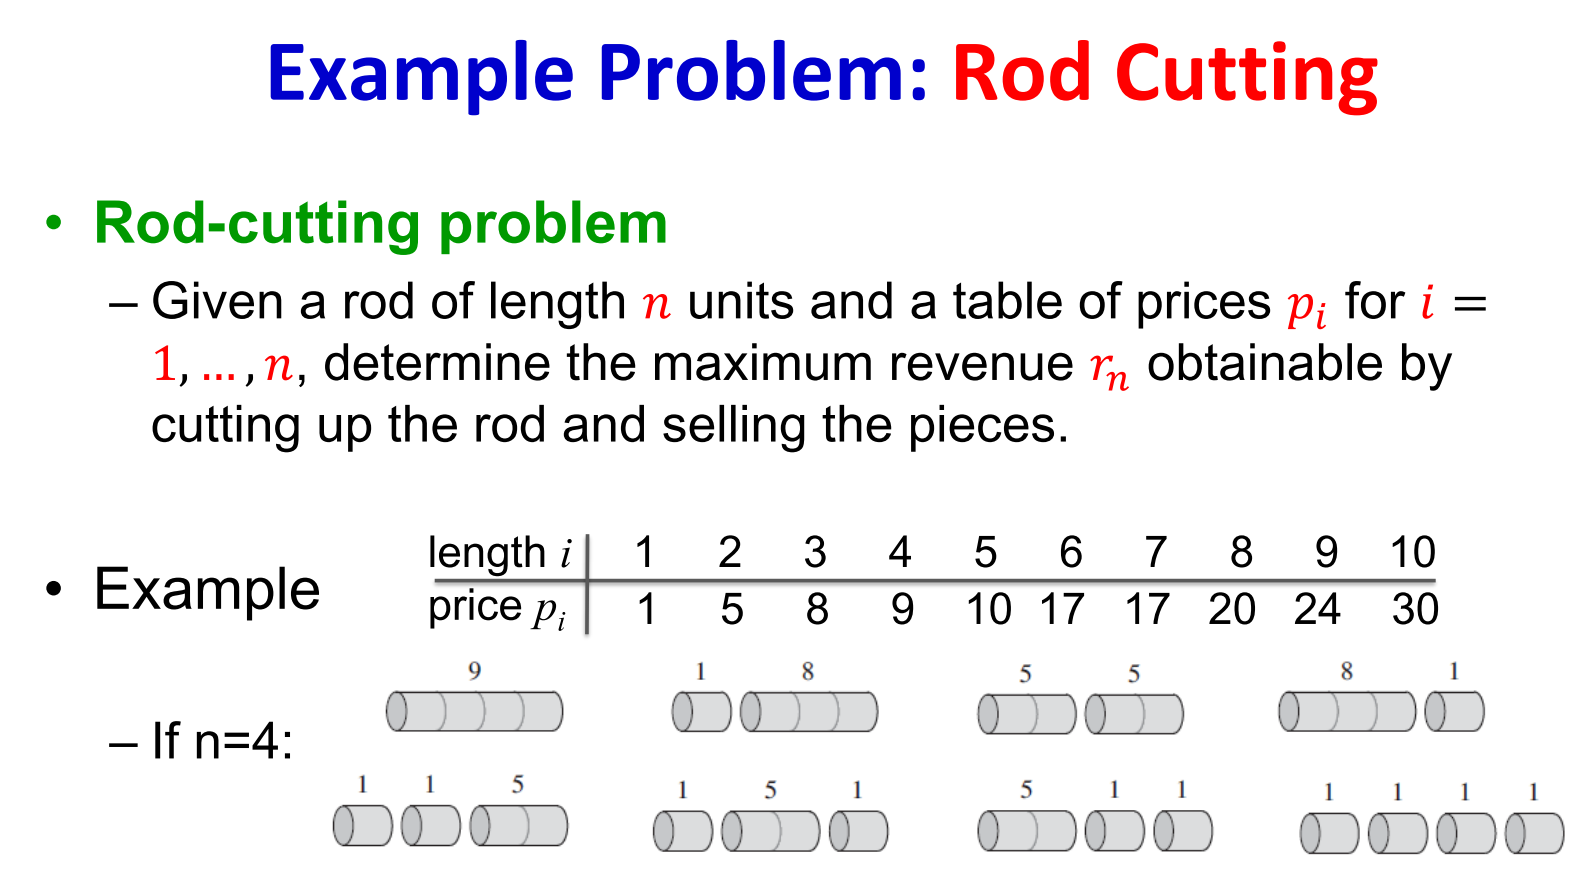 Example Problem: Rod Cutting
• Rod-cutting problem
– Given a rod of length n units and a table of prices pᵢ for i =
1, … , n, determine the maximum revenue rₙ obtainable by
cutting up the rod and selling the pieces.
• Example
length i 1 2 3 4 5 6 7 8 9 10
price pᵢ 1 5 8 9 10 17 17 20 24 30
– If n=4:
9 1 8 5 5 8 1
1 1 5 1 5 1 5 1 1 1 1 1 1